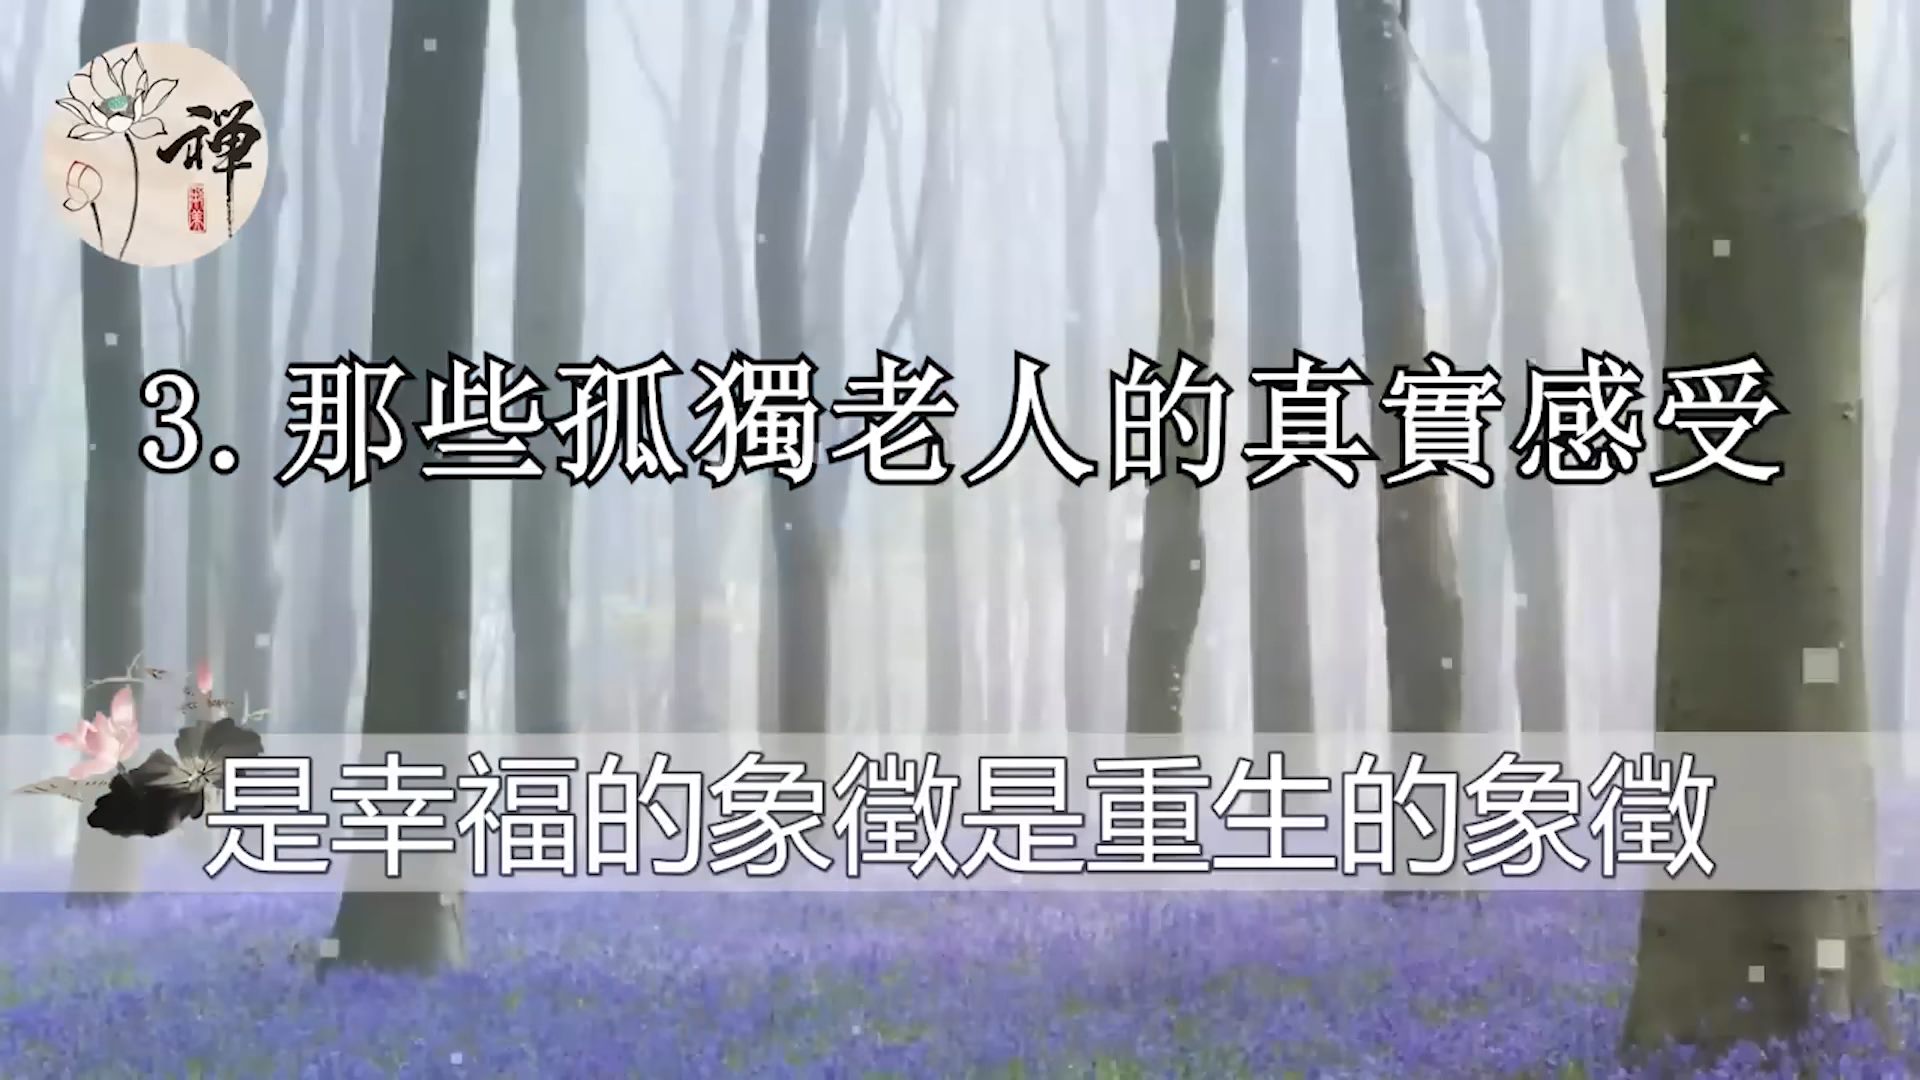 禅
3. 那些孤獨老人的真實感受
是幸福的象徵是重生的象徵